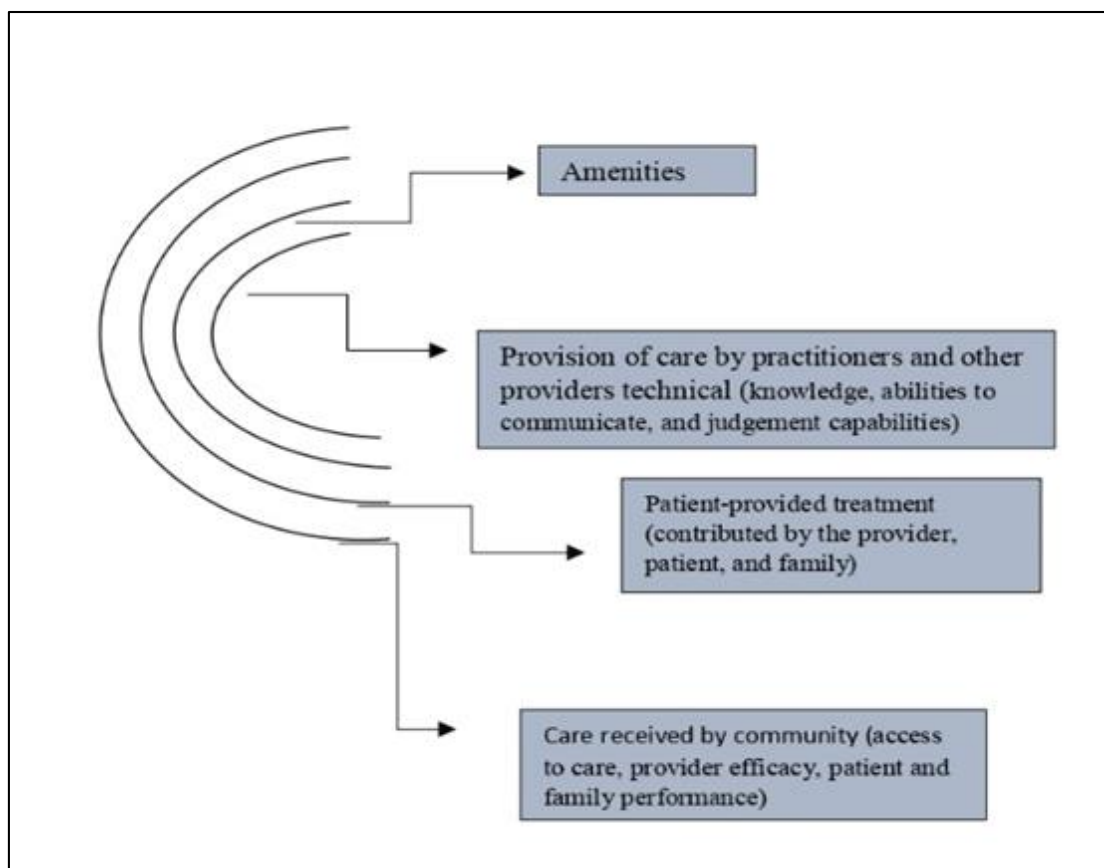 Amenities
Provision of care by practitioners and other
providers technical (knowledge, abilities to
communicate, and judgement capabilities)
Patient-provided treatment
(contributed by the provider,
patient, and family)
Care received by community (access
to care, provider efficacy, patient and
family performance)